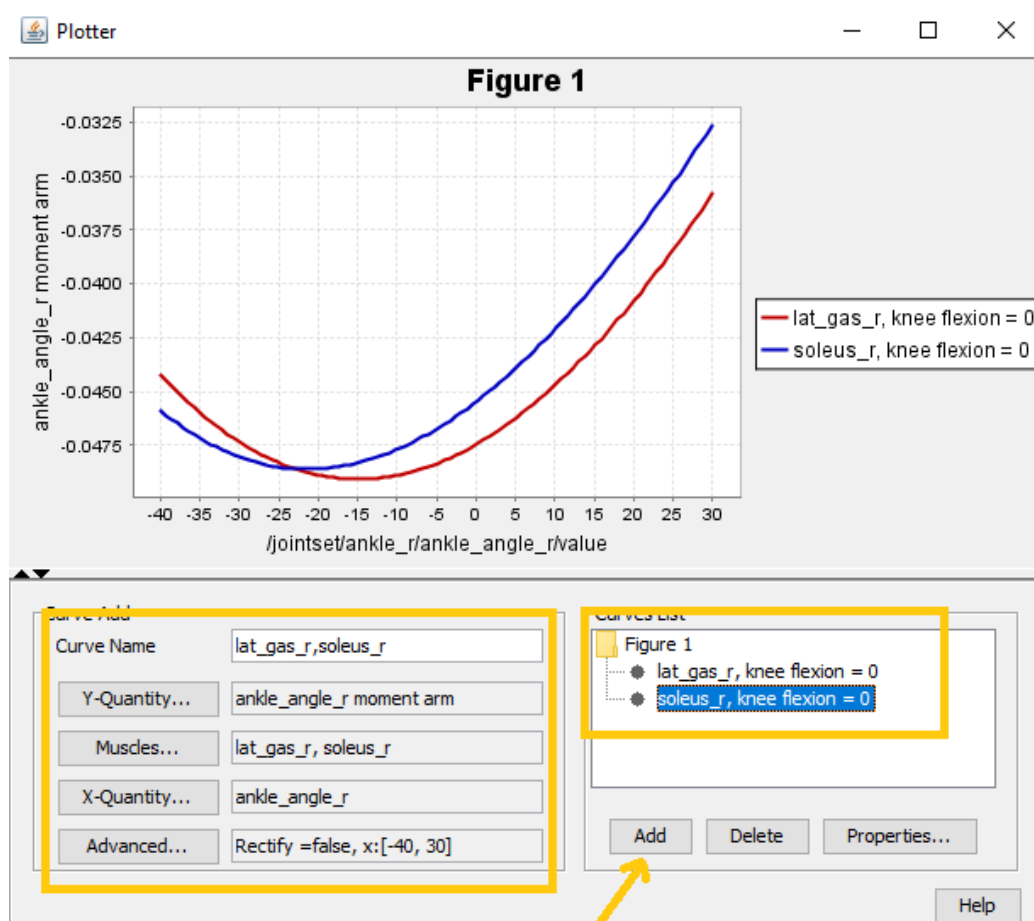 Plotter
Figure 1
-0.0325
-0.0350
-0.0375
-0.0400
-0.0425
-0.0450
-0.0475
ankle_angle_r moment arm
-40 -35 -30 -25 -20 -15 -10 -5 0 5 10 15 20 25 30
/jointset/ankle_r/ankle_angle_r/value
lat_gas_r, knee flexion = 0
soleus_r, knee flexion = 0
Curve Add
Curve Name lat_gas_r,soleus_r
Y-Quantity... ankle_angle_r moment arm
Muscles... lat_gas_r, soleus_r
X-Quantity... ankle_angle_r
Advanced... Rectify =false, x:[-40, 30]
Curves List
Figure 1
lat_gas_r, knee flexion = 0
soleus_r, knee flexion = 0
Add Delete Properties...
Help